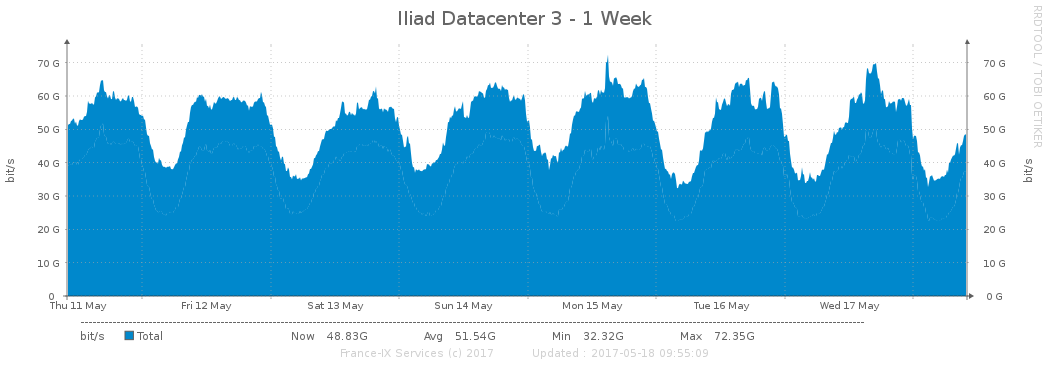 Iliad Datacenter 3 - 1 Week
RRDTOOL / TOBI OETIKER
70 G 70 G
60 G 60 G
50 G 50 G
40 G 40 G
30 G 30 G
20 G 20 G
10 G 10 G
0 0 G
bit/s bit/s
Thu 11 May Fri 12 May Sat 13 May Sun 14 May Mon 15 May Tue 16 May Wed 17 May
bit/s Total Now 48.83G Avg 51.54G Min 32.32G Max 72.35G
France-IX Services (c) 2017 Updated : 2017-05-18 09:55:09